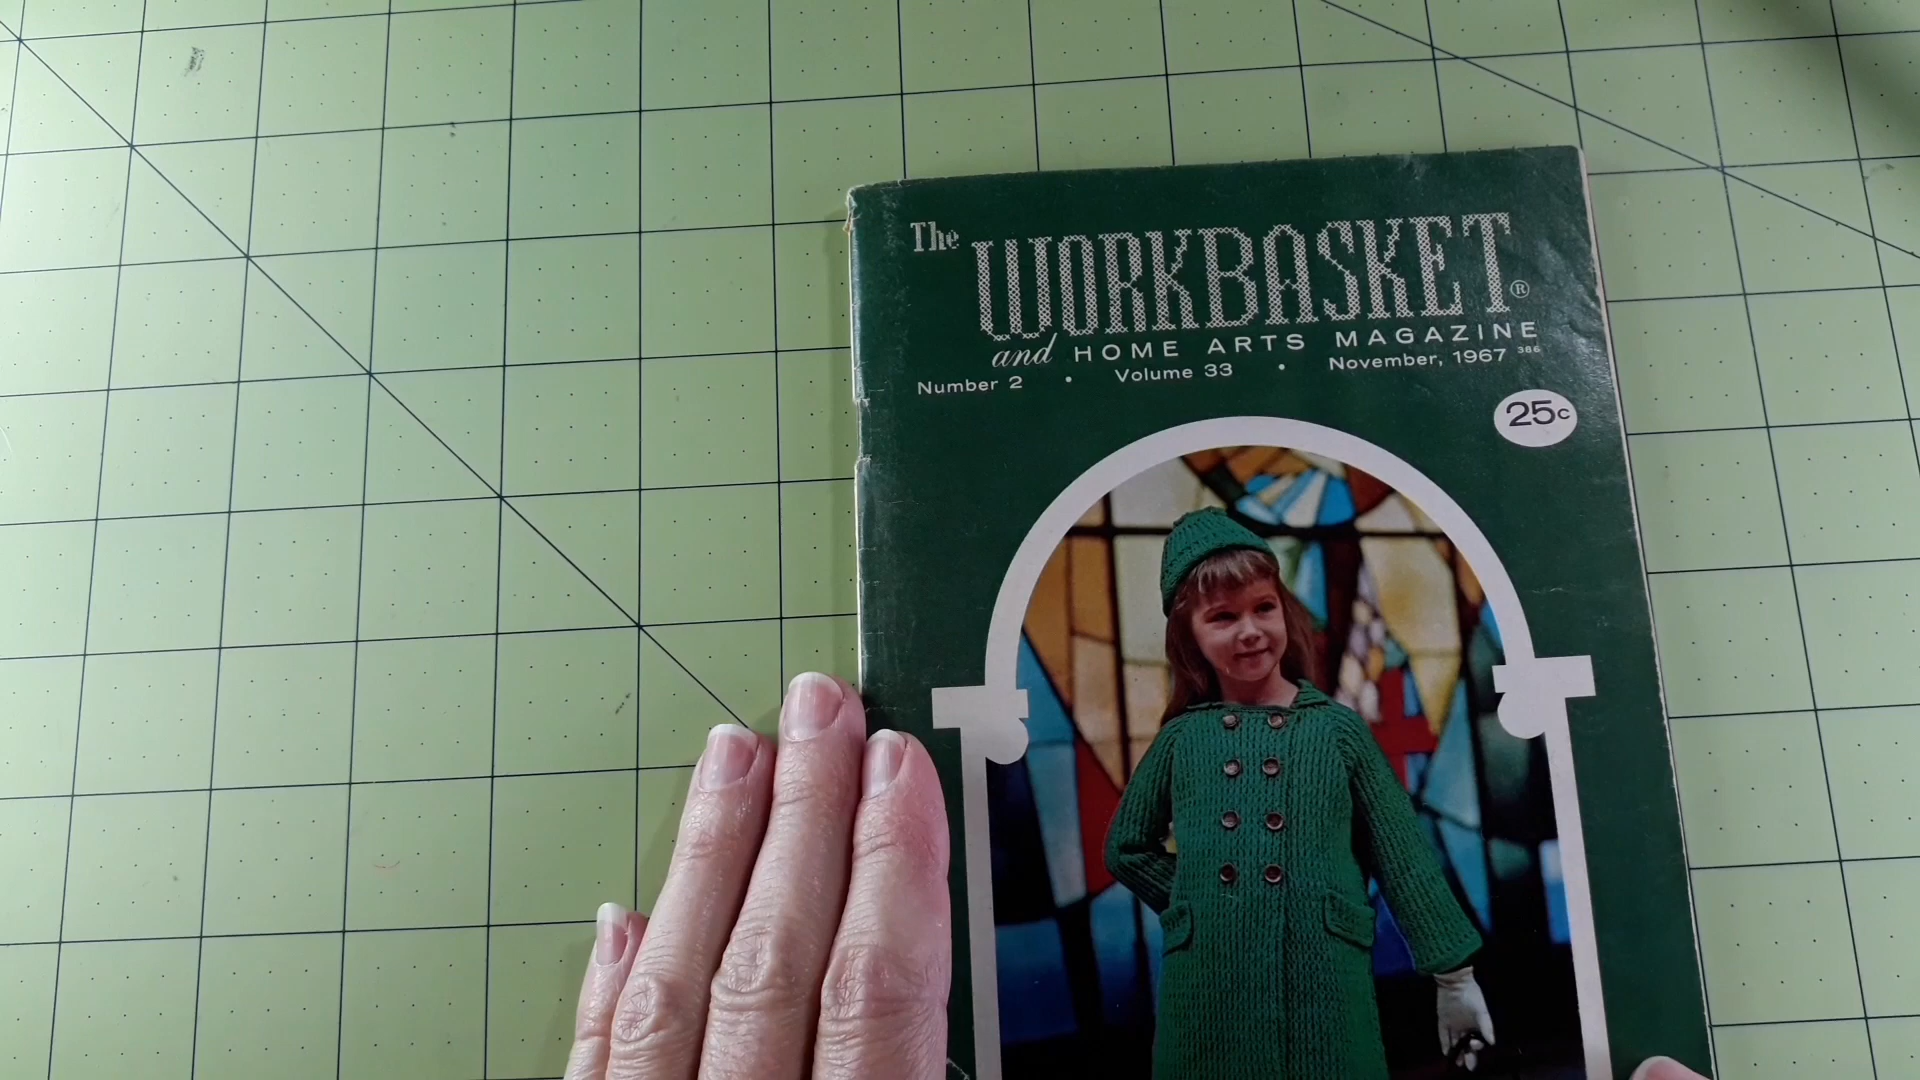 The WORKBASKET®
and HOME ARTS MAGAZINE
Number 2 • Volume 33 • November, 1967 386
25c